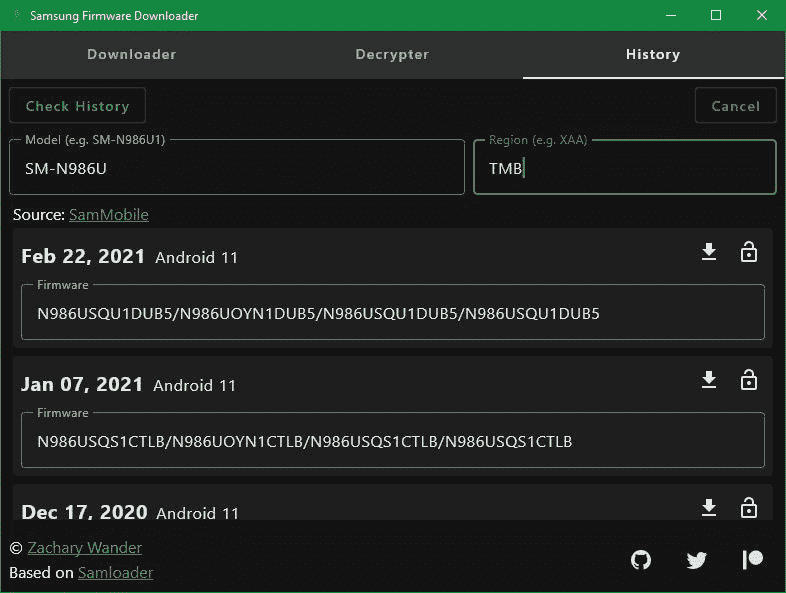 Samsung Firmware Downloader
Downloader Decrypter History
Check History Cancel
Model (e.g. SM-N986U1) Region (e.g. XAA)
SM-N986U TMB
Source: SamMobile
Feb 22, 2021 Android 11
Firmware
N986USQU1DUB5/N986UOYN1DUB5/N986USQU1DUB5/N986USQU1DUB5
Jan 07, 2021 Android 11
Firmware
N986USQS1CTLB/N986UOYN1CTLB/N986USQS1CTLB/N986USQS1CTLB
Dec 17, 2020 Android 11
© Zachary Wander
Based on Samloader